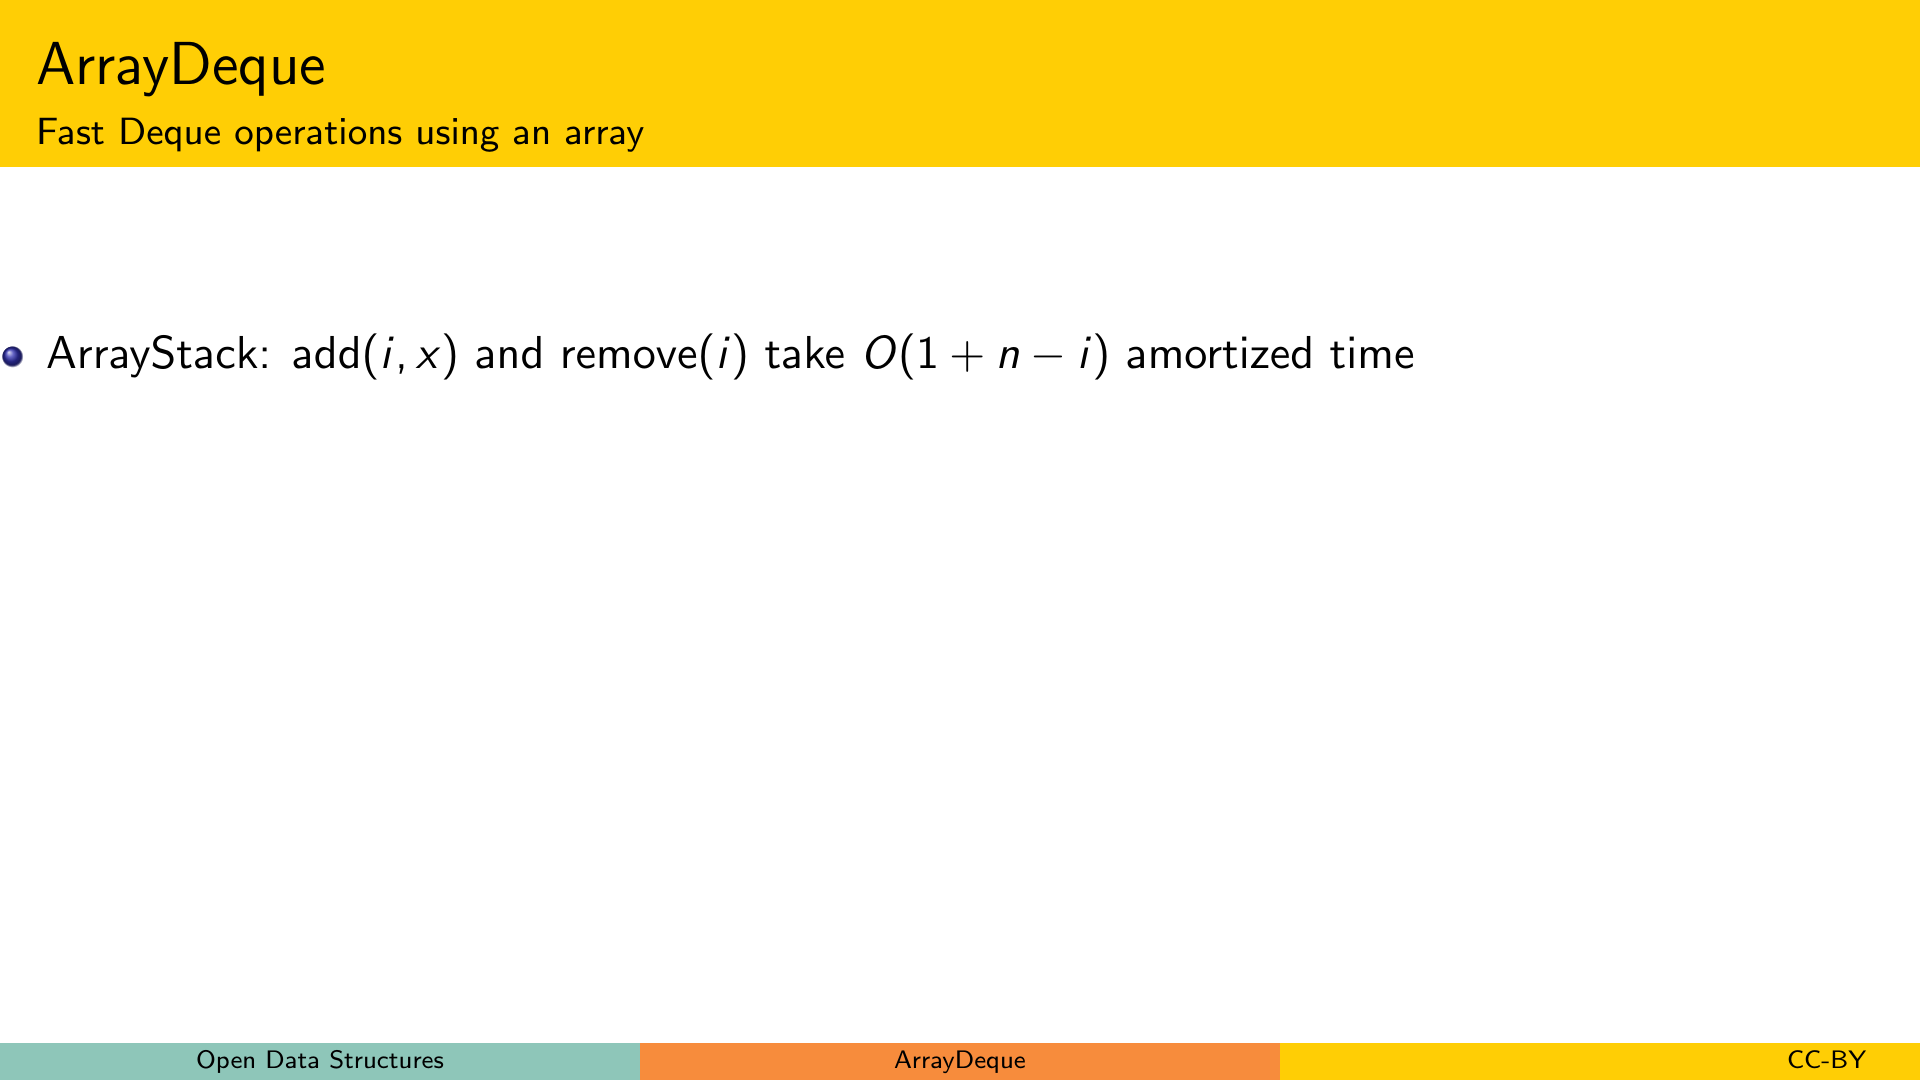 ArrayDeque
Fast Deque operations using an array
ArrayStack: add(i, x) and remove(i) take O(1 + n − i) amortized time
Open Data Structures
ArrayDeque
CC-BY